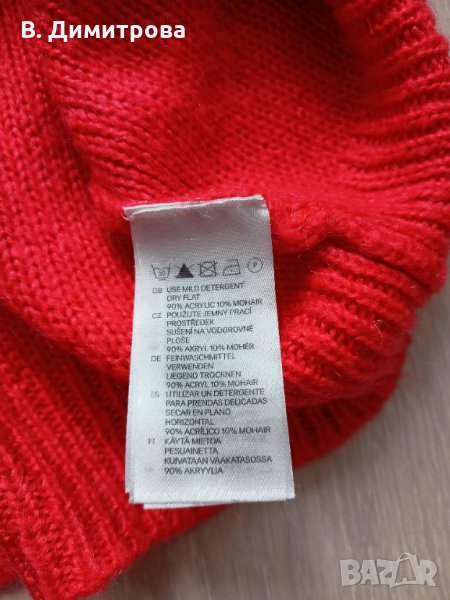 В. Димитрова
30
P
GB USE MILD DETERGENT
DRY FLAT
90% ACRYLIC 10% MOHAIR
CZ POUŽIJTE JEMNÝ PRACÍ
PROSTŘEDEK
SUŠENÍ NA VODOROVNÉ
PLOŠE
90% AKRYL 10% MOHÉR
DE FEINWASCHMITTEL
VERWENDEN
LIEGEND TROCKNEN
90% ACRYL 10% MOHAIR
ES UTILIZAR UN DETERGENTE
PARA PRENDAS DELICADAS
SECAR EN PLANO
HORIZONTAL
90% ACRÍLICO 10% MOHAIR
FI KÄYTÄ MIETOA
PESUAINETTA
KUIVATAAN VAAKATASOSSA
90% AKRYYLIA
BAZAR